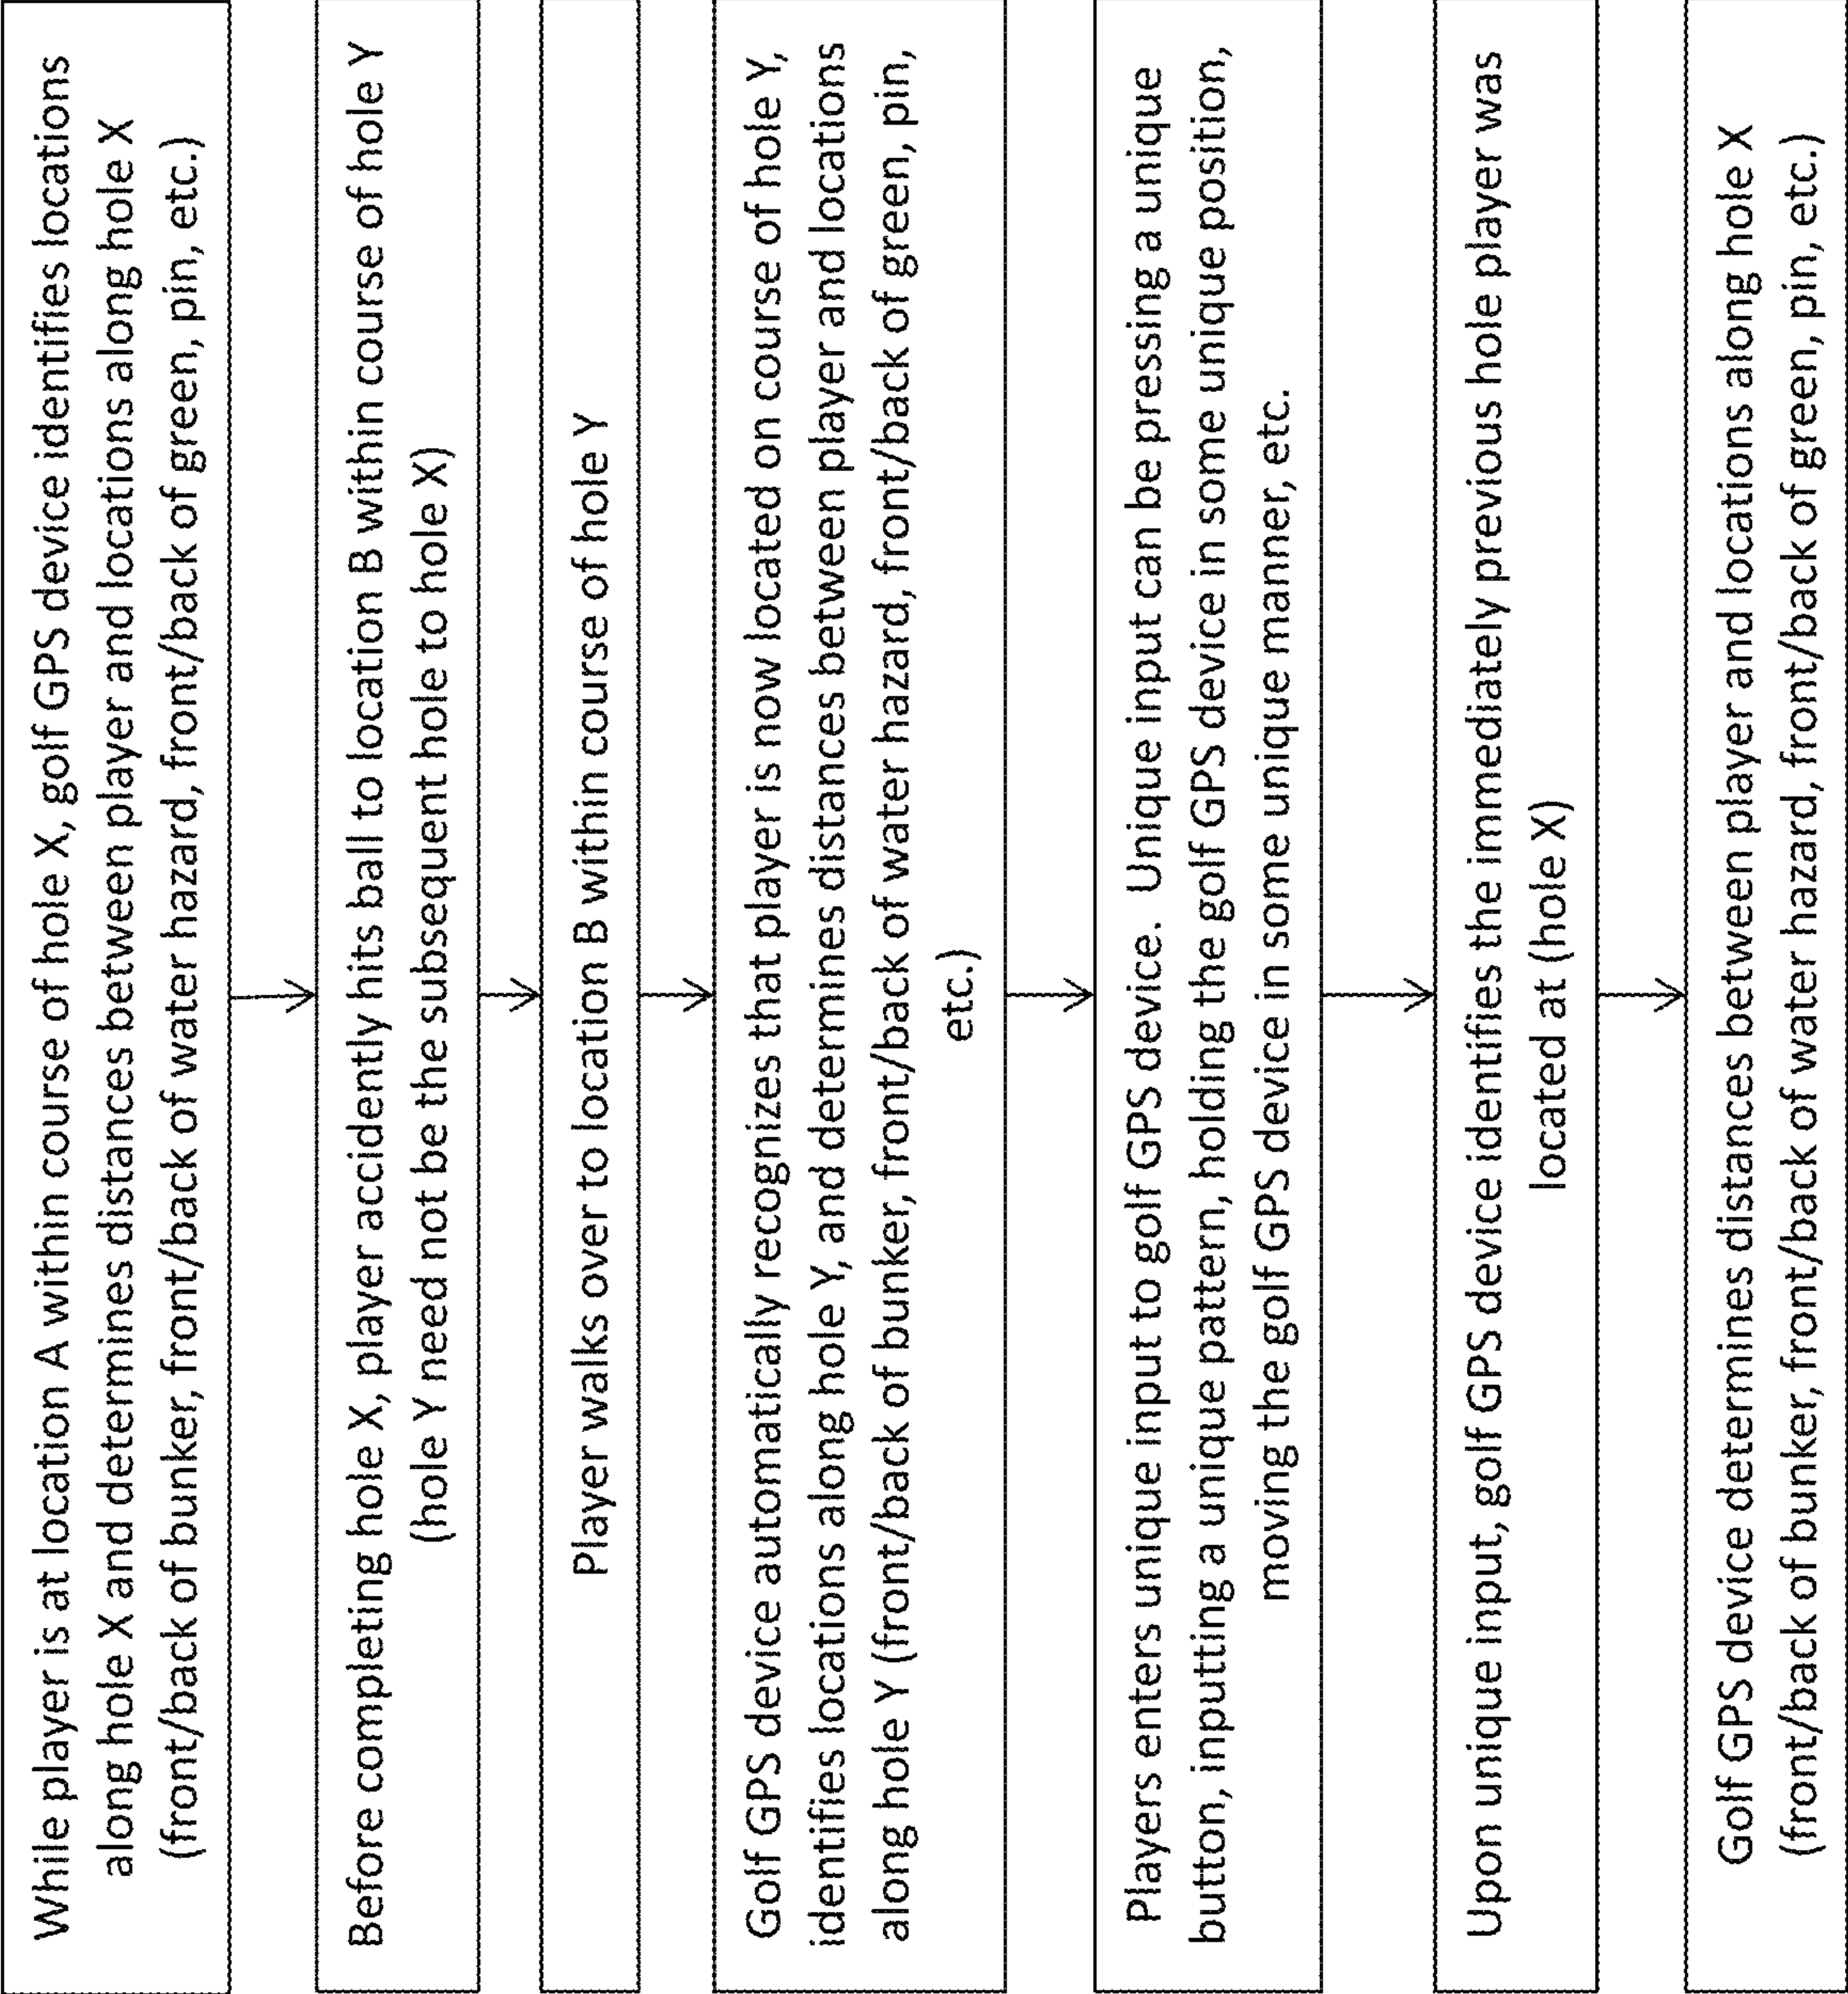 While player is at location A within course of hole X, golf GPS device identifies locations
along hole X and determines distances between player and locations along hole X
(front/back of bunker, front/back of water hazard, front/back of green, pin, etc.)
Before completing hole X, player accidently hits ball to location B within course of hole Y
(hole Y need not be the subsequent hole to hole X)
Player walks over to location B within course of hole Y
Golf GPS device automatically recognizes that player is now located on course of hole Y,
identifies locations along hole Y, and determines distances between player and locations
along hole Y (front/back of bunker, front/back of water hazard, front/back of green, pin,
etc.)
Players enters unique input to golf GPS device.  Unique input can be pressing a unique
button, inputting a unique pattern, holding the golf GPS device in some unique position,
moving the golf GPS device in some unique manner, etc.
Upon unique input, golf GPS device identifies the immediately previous hole player was
located at (hole X)
Golf GPS device determines distances between player and locations along hole X
(front/back of bunker, front/back of water hazard, front/back of green, pin, etc.)